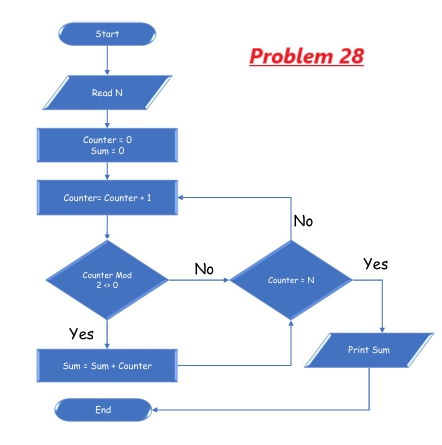 Start
Problem 28
Read N
Counter = 0
Sum = 0
Counter= Counter + 1
No
Counter Mod
2 <> 0
No
Counter = N
Yes
Yes
Sum = Sum + Counter
Print Sum
End